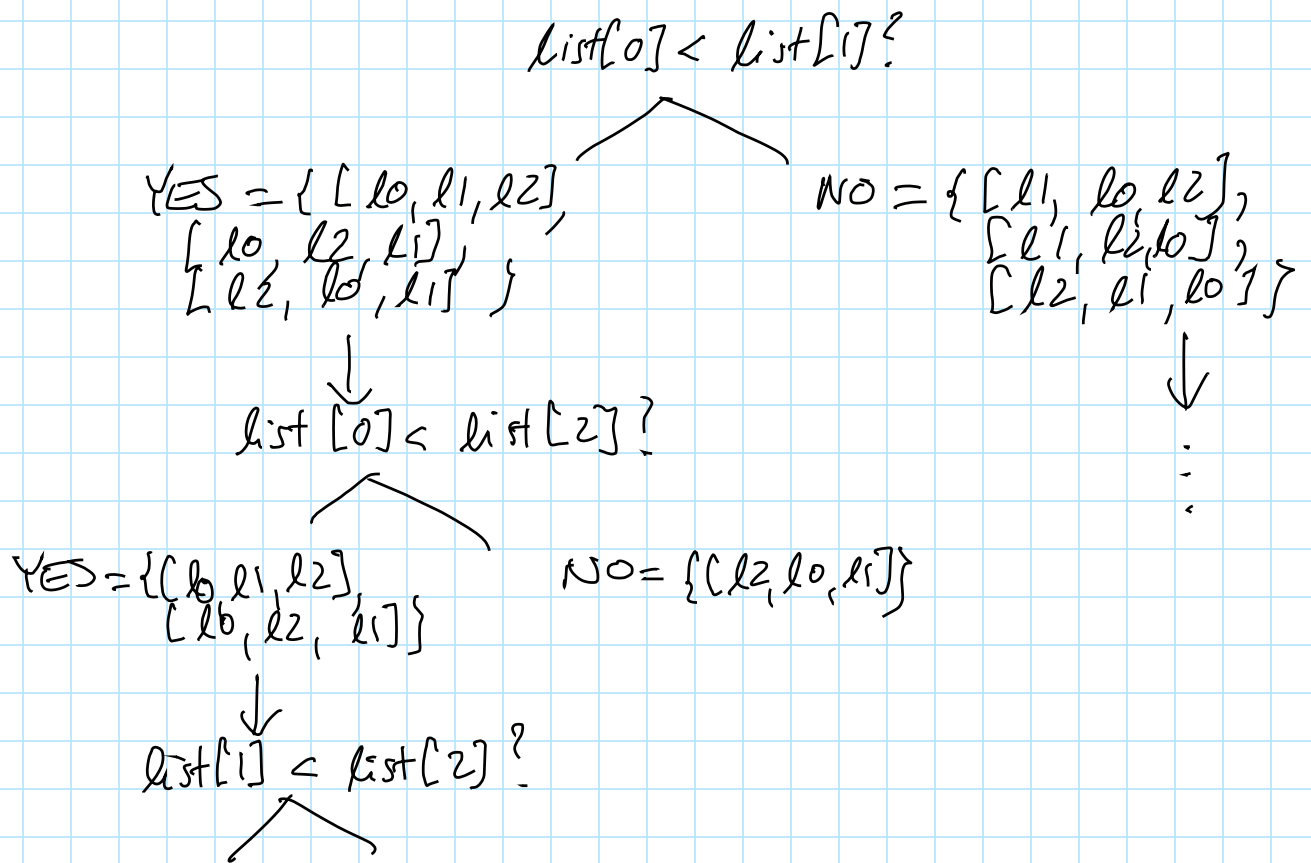 list[0] < list[1]?
YES = { [ l0, l1, l2],
[ l0, l2, l1],
[ l2, l0, l1] }
NO = { [ l1, l0, l2],
[ l1, l2, l0],
[ l2, l1, l0 ] }
list [0] < list [2] ?
YES = {[l0, l1, l2],
[ l0, l2, l1] }
NO = {[l2, l0, l1]}
list[1] < list[2] ?